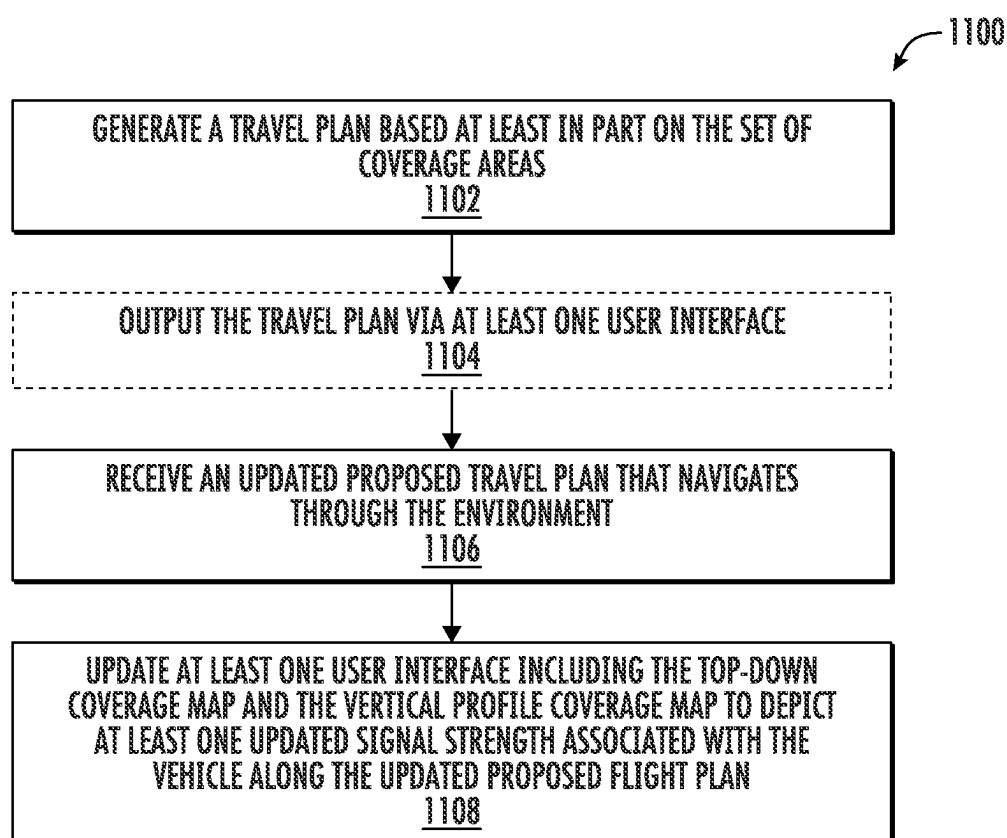 1100
GENERATE A TRAVEL PLAN BASED AT LEAST IN PART ON THE SET OF
COVERAGE AREAS
1102
OUTPUT THE TRAVEL PLAN VIA AT LEAST ONE USER INTERFACE
1104
RECEIVE AN UPDATED PROPOSED TRAVEL PLAN THAT NAVIGATES
THROUGH THE ENVIRONMENT
1106
UPDATE AT LEAST ONE USER INTERFACE INCLUDING THE TOP-DOWN
COVERAGE MAP AND THE VERTICAL PROFILE COVERAGE MAP TO DEPICT
AT LEAST ONE UPDATED SIGNAL STRENGTH ASSOCIATED WITH THE
VEHICLE ALONG THE UPDATED PROPOSED FLIGHT PLAN
1108